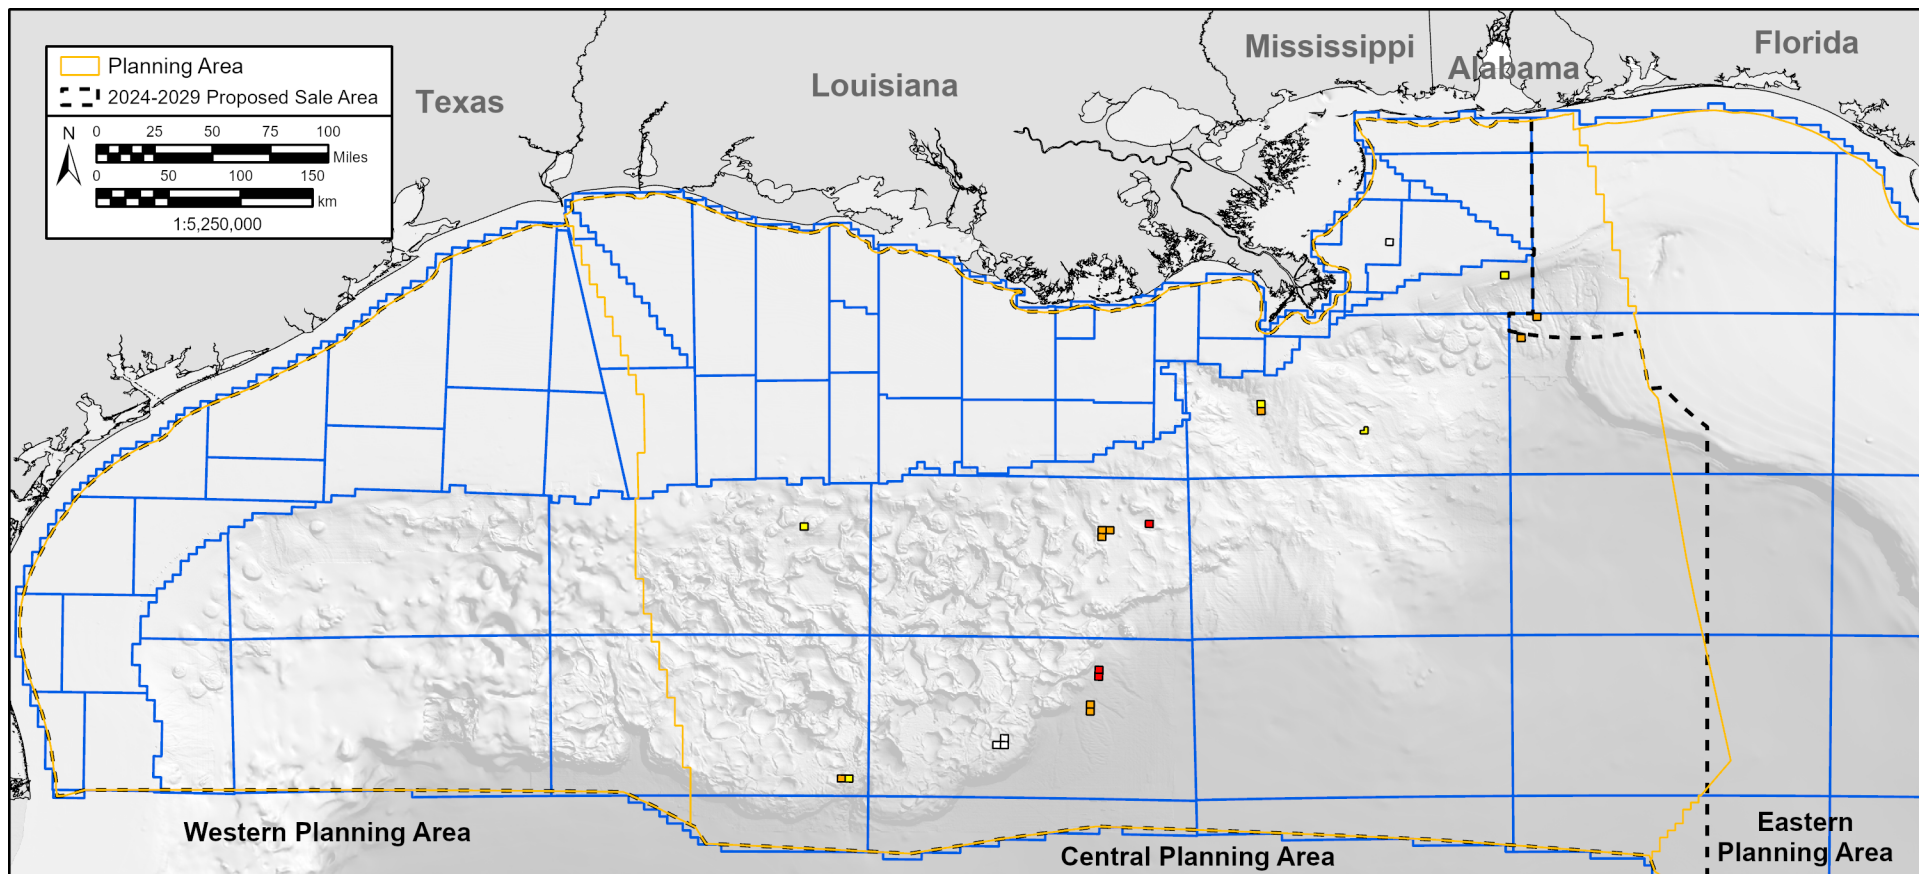 Planning Area
2024-2029 Proposed Sale Area
N
0 25 50 75 100
Miles
0 50 100 150
km
1:5,250,000
Texas
Louisiana
Mississippi
Alabama
Florida
Western Planning Area
Central Planning Area
Eastern
Planning Area